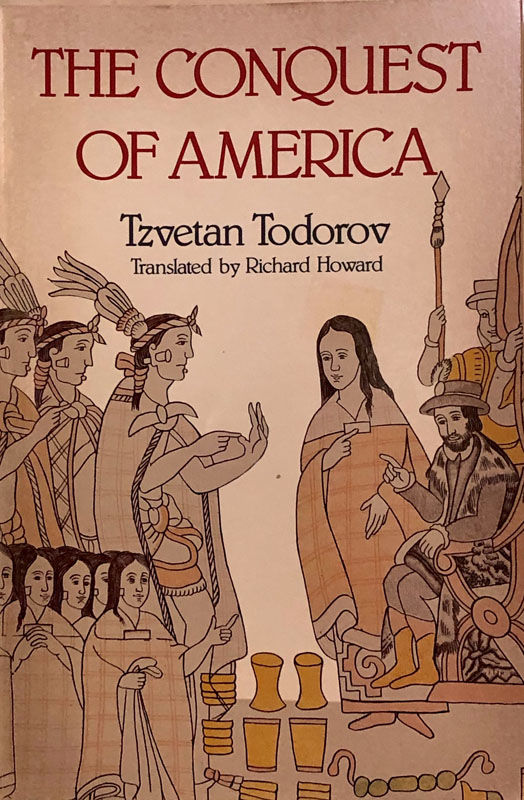 THE CONQUEST
OF AMERICA
Tzvetan Todorov
Translated by Richard Howard